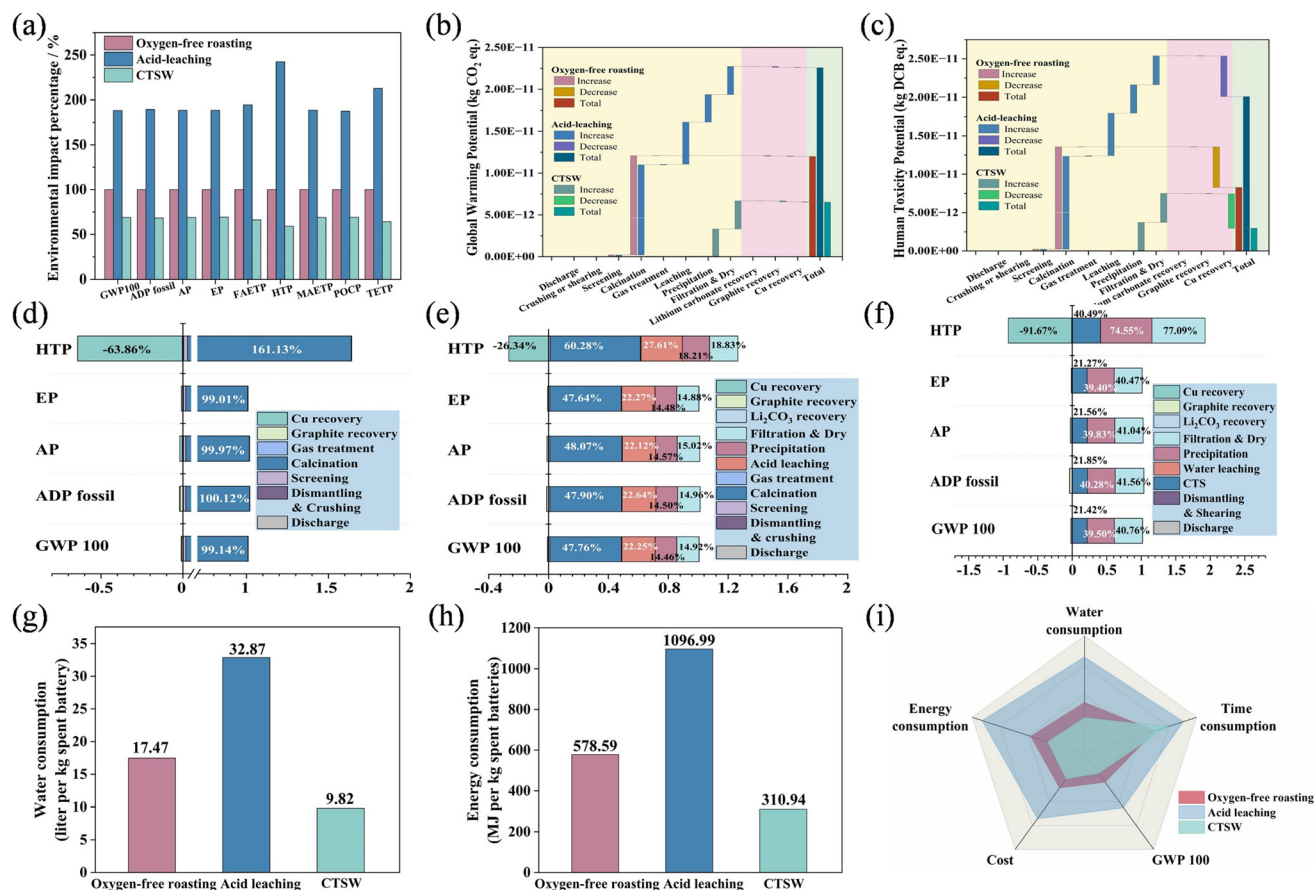 (a)
Oxygen-free roasting
Acid-leaching
CTSW
Environmental impact percentage / %
250
200
150
100
50
0
GWP100
ADP fossil
AP
EP
FAETP
HTP
MAETP
POCP
TETP
(b)
Global Warming Potential (kg CO₂ eq.)
2.50E−11
2.00E−11
1.50E−11
1.00E−11
5.00E−12
0.00E+00
Oxygen-free roasting
Increase
Decrease
Total
Acid-leaching
Increase
Decrease
Total
CTSW
Increase
Decrease
Total
Discharge
Crushing or shearing
Screening
Calcination
Gas treatment
Leaching
Precipitation
Filtration & Dry
Lithium carbonate recovery
Graphite recovery
Cu recovery
Total
(c)
Human Toxicity Potential (kg DCB eq.)
2.50E−11
2.00E−11
1.50E−11
1.00E−11
5.00E−12
0.00E+00
Oxygen-free roasting
Increase
Decrease
Total
Acid-leaching
Increase
Decrease
Total
CTSW
Increase
Decrease
Total
Discharge
Crushing or shearing
Screening
Calcination
Gas treatment
Leaching
Precipitation
Filtration & Dry
ium carbonate recovery
Graphite recovery
Cu recovery
Total
(d)
HTP
-63.86%
161.13%
EP
99.01%
AP
99.97%
ADP fossil
100.12%
GWP 100
99.14%
Cu recovery
Graphite recovery
Gas treatment
Calcination
Screening
Dismantling
& Crushing
Discharge
-0.5
0
1
1.5
2
(e)
HTP
-26.34%
60.28%
27.61%
18.21%
18.83%
EP
47.64%
22.27%
14.48%
14.88%
AP
48.07%
22.12%
14.57%
15.02%
ADP fossil
47.90%
22.64%
14.50%
14.96%
GWP 100
47.76%
22.25%
14.46%
14.92%
Cu recovery
Graphite recovery
Li₂CO₃ recovery
Filtration & Dry
Precipitation
Acid leaching
Gas treatment
Calcination
Screening
Dismantling
& crushing
Discharge
-0.4
0
0.4
0.8
1.2
1.6
2
(f)
HTP
-91.67%
40.49%
74.55%
77.09%
EP
21.27%
39.40%
40.47%
AP
21.56%
39.83%
41.04%
ADP fossil
21.85%
40.28%
41.56%
GWP 100
21.42%
39.50%
40.76%
Cu recovery
Graphite recovery
Li₂CO₃ recovery
Filtration & Dry
Precipitation
Water leaching
CTS
Dismantling
& Shearing
Discharge
-1.5
-1
-0.5
0
0.5
1
1.5
2
2.5
(g)
Water consumption
(liter per kg spent battery)
35
30
25
20
15
10
5
0
17.47
32.87
9.82
Oxygen-free roasting
Acid leaching
CTSW
(h)
Energy consumption
(MJ per kg spent batteries)
1200
1000
800
600
400
200
0
578.59
1096.99
310.94
Oxygen-free roasting
Acid leaching
CTSW
(i)
Water
consumption
Energy
consumption
Time
consumption
Cost
GWP 100
Oxygen-free roasting
Acid leaching
CTSW